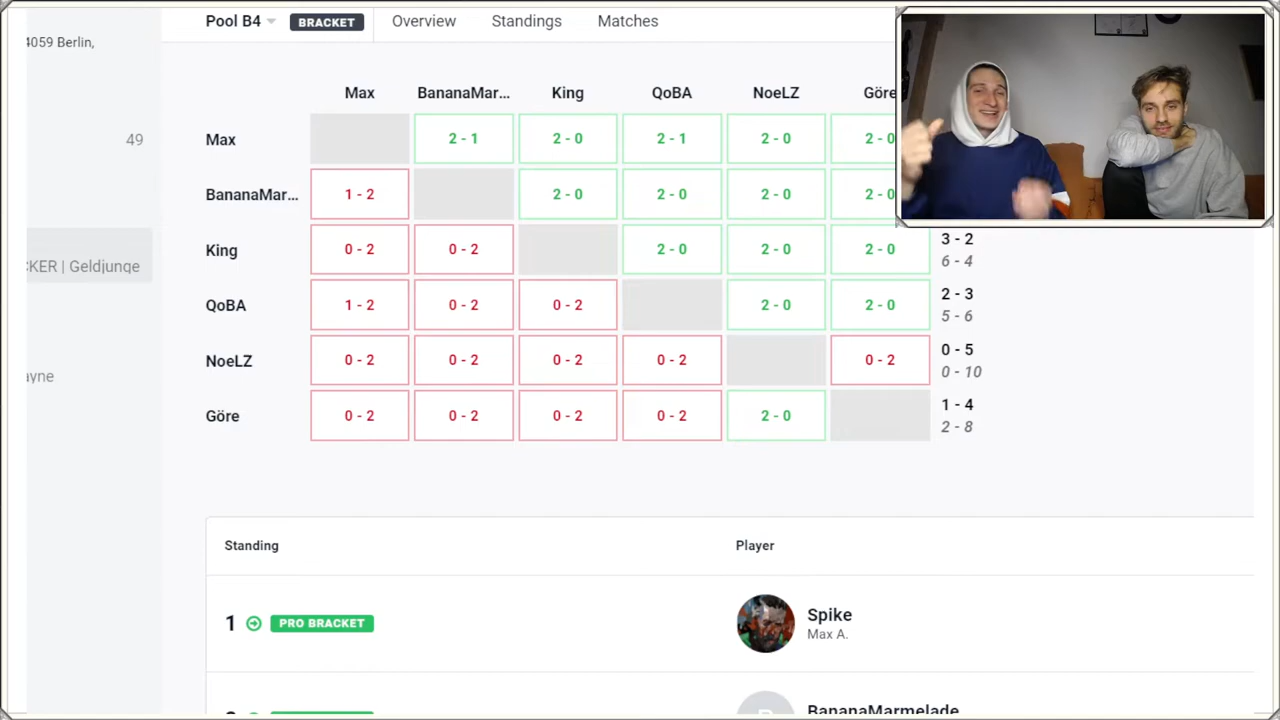 Pool B4 BRACKET Overview Standings Matches
4059 Berlin,
Max BananaMar... King QoBA NoeLZ Göre
49
Max 2 - 1 2 - 0 2 - 1 2 - 0 2 - 0
BananaMar... 1 - 2 2 - 0 2 - 0 2 - 0 2 - 0
King 0 - 2 0 - 2 2 - 0 2 - 0 2 - 0 3 - 2
6 - 4
CKER | Geldjunge
QoBA 1 - 2 0 - 2 0 - 2 2 - 0 2 - 0 2 - 3
5 - 6
NoeLZ 0 - 2 0 - 2 0 - 2 0 - 2 0 - 2 0 - 5
0 - 10
ayne
Göre 0 - 2 0 - 2 0 - 2 0 - 2 2 - 0 1 - 4
2 - 8
Standing Player
1 PRO BRACKET Spike
Max A.
BananaMarmelade